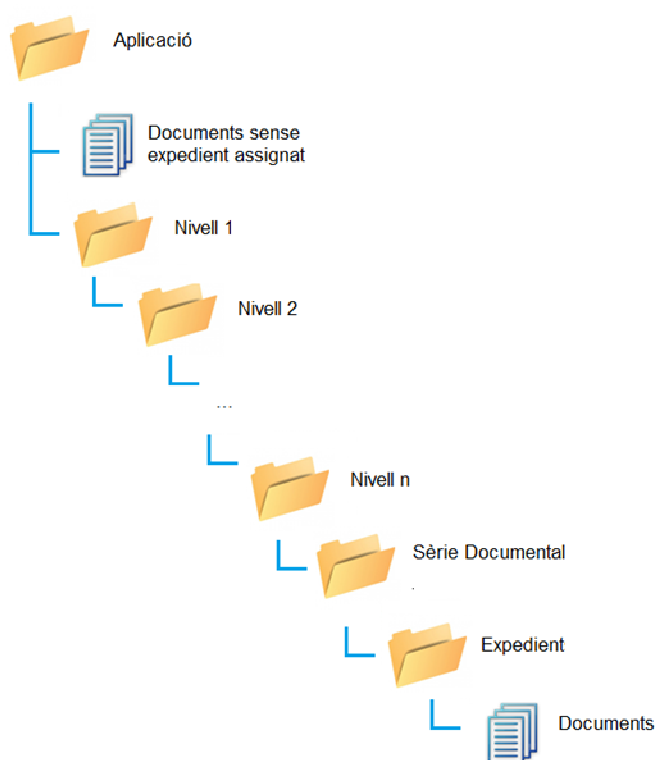 Aplicació
Documents sense
expedient assignat
Nivell 1
Nivell 2
...
Nivell n
Sèrie Documental
.
Expedient
Documents